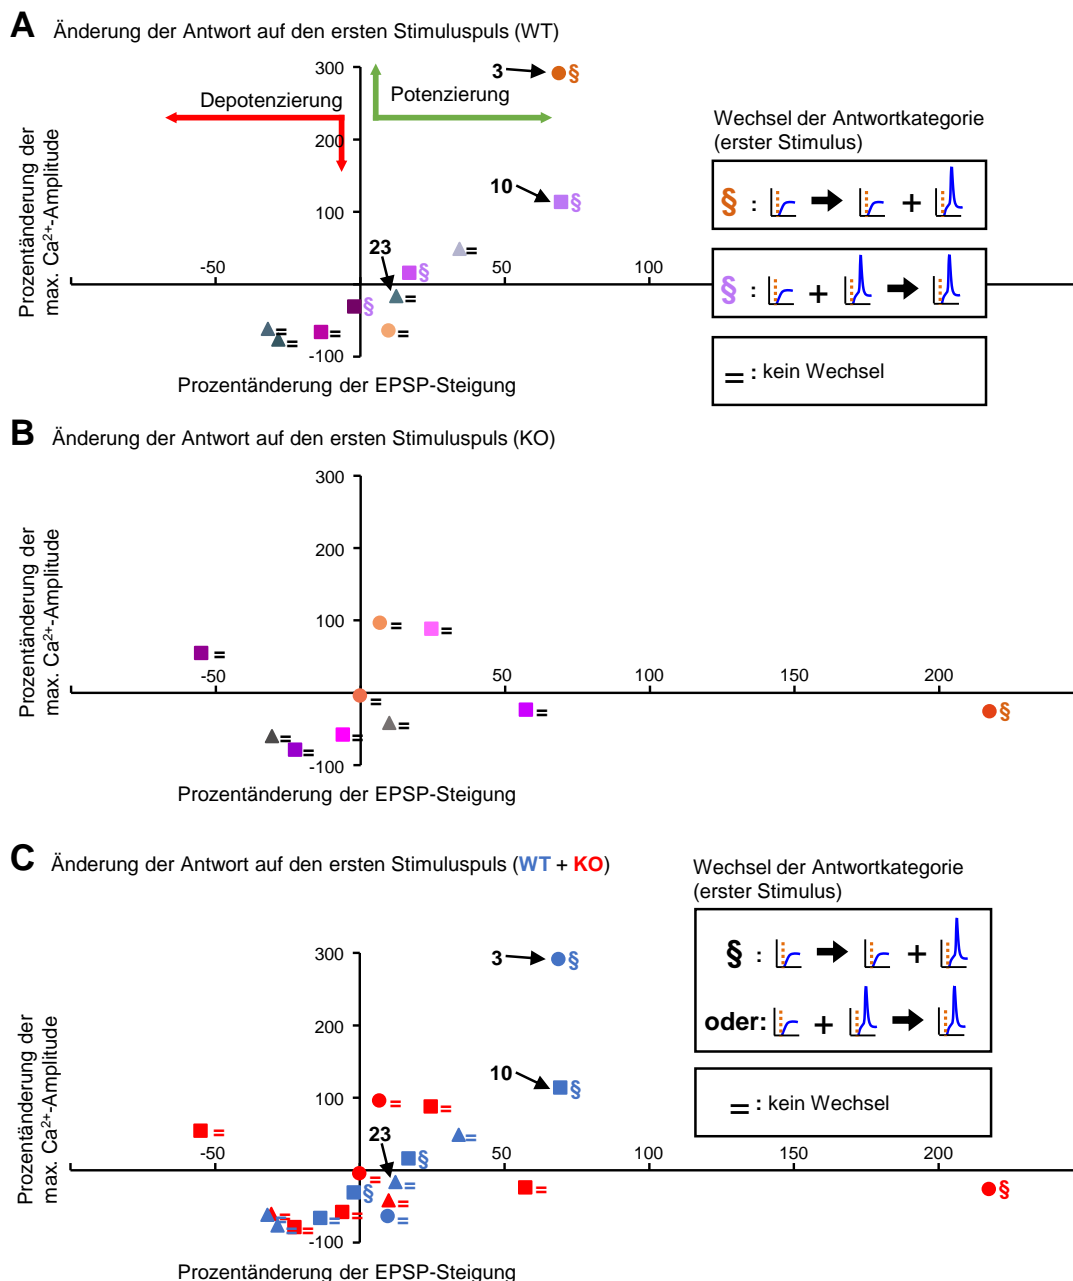 A Änderung der Antwort auf den ersten Stimuluspuls (WT)
Prozentänderung der
max. Ca²⁺-Amplitude
300
200
100
-50
50
100
-100
Depotenzierung
Potenzierung
3
§
10
§
=
23
§
=
§
=
=
=
=
Prozentänderung der EPSP-Steigung
Wechsel der Antwortkategorie
(erster Stimulus)
§ : +
§ : +
= : kein Wechsel
B Änderung der Antwort auf den ersten Stimuluspuls (KO)
Prozentänderung der
max. Ca²⁺-Amplitude
300
200
100
-50
50
100
150
200
-100
=
=
=
=
=
§
=
=
=
=
Prozentänderung der EPSP-Steigung
C Änderung der Antwort auf den ersten Stimuluspuls (WT + KO)
Prozentänderung der
max. Ca²⁺-Amplitude
300
200
100
-50
50
100
150
200
-100
3
§
10
§
=
=
=
=
23
§
=
=
§
=
=
§
=
=
=
=
=
=
=
Prozentänderung der EPSP-Steigung
Wechsel der Antwortkategorie
(erster Stimulus)
§ : +
oder: +
= : kein Wechsel